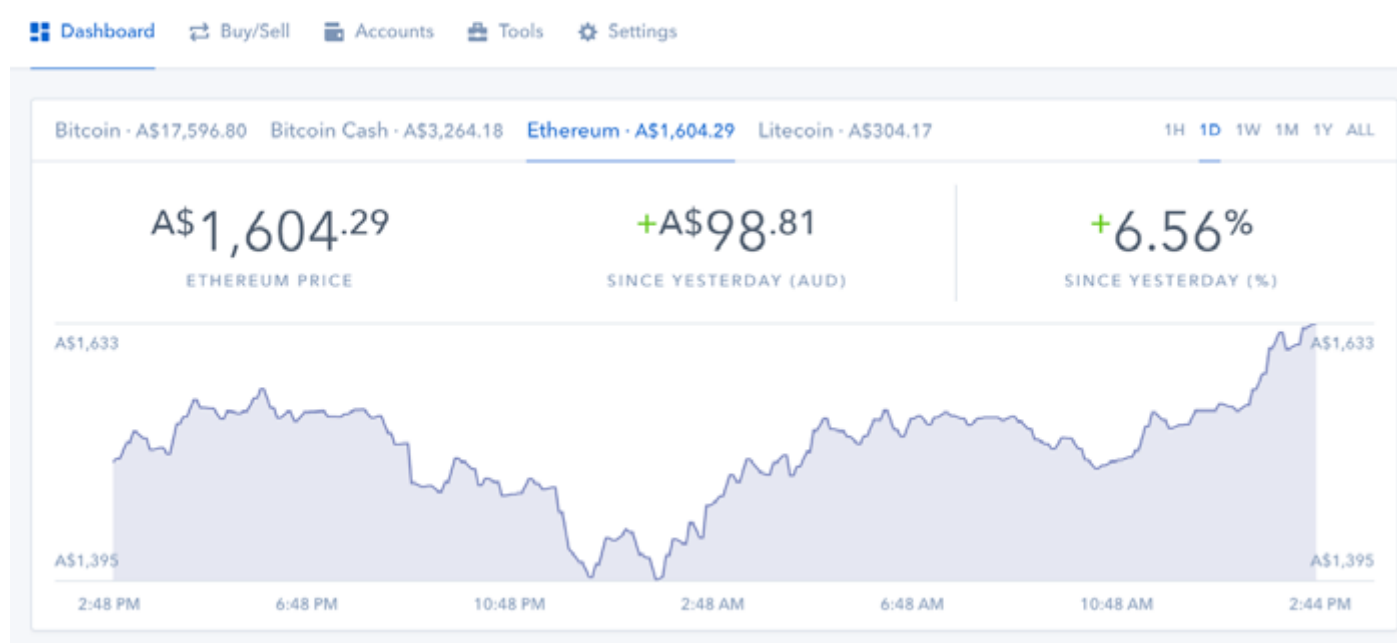 Dashboard Buy/Sell Accounts Tools Settings
Bitcoin · A$17,596.80 Bitcoin Cash · A$3,264.18 Ethereum · A$1,604.29 Litecoin · A$304.17 1H 1D 1W 1M 1Y ALL
A$1,604.29 +A$98.81 +6.56%
ETHEREUM PRICE SINCE YESTERDAY (AUD) SINCE YESTERDAY (%)
A$1,633 A$1,633
A$1,395 A$1,395
2:48 PM 6:48 PM 10:48 PM 2:48 AM 6:48 AM 10:48 AM 2:44 PM